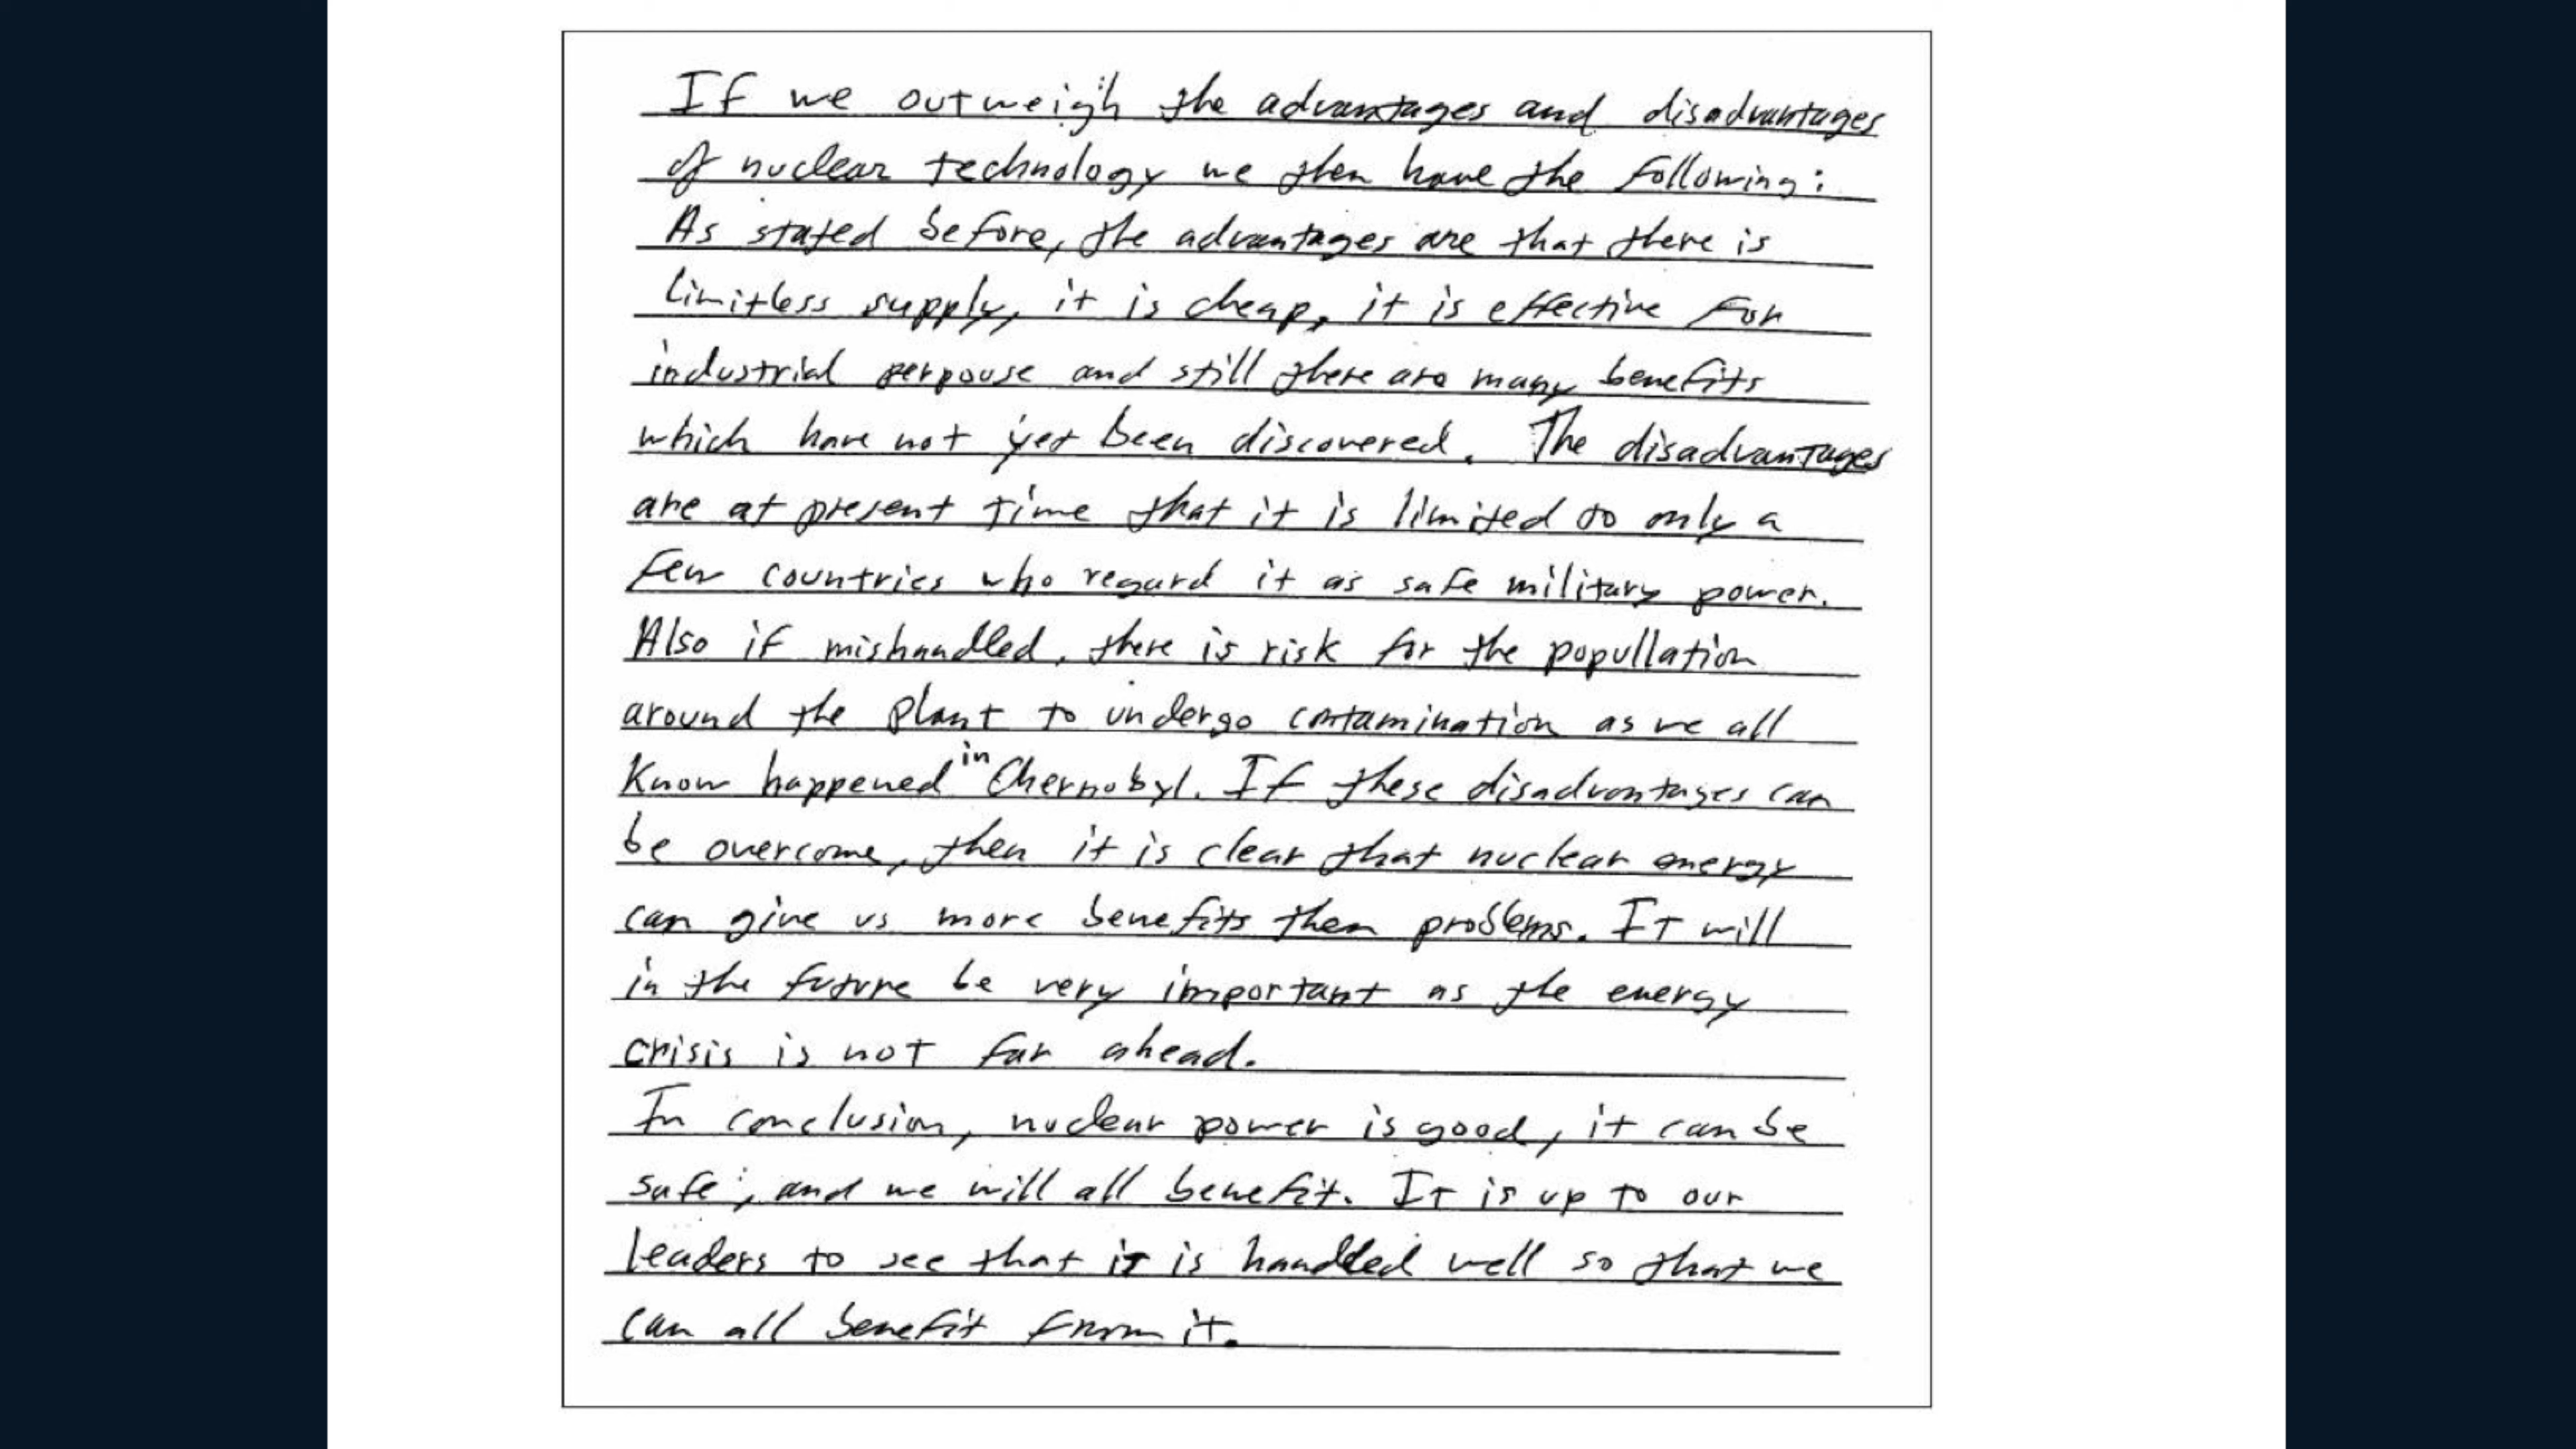 If we outweigh the advantages and disadvantages
of nuclear technology we then have the following:
As stated before, the advantages are that there is
limitless supply, it is cheap, it is effective for
industrial perpouse and still there are many benefits
which have not yet been discovered. The disadvantages
are at present time that it is limited to only a
few countries who regard it as safe military power.
Also if mishandled, there is risk for the popullation
around the plant to undergo contamination as we all
know happened in Chernobyl. If these disadvantages can
be overcome, then it is clear that nuclear energy
can give us more benefits then problems. It will
in the future be very important as the energy
crisis is not far ahead.
In conclusion, nuclear power is good, it can be
safe, and we will all benefit. It is up to our
leaders to see that it is handled well so that we
can all benefit from it.